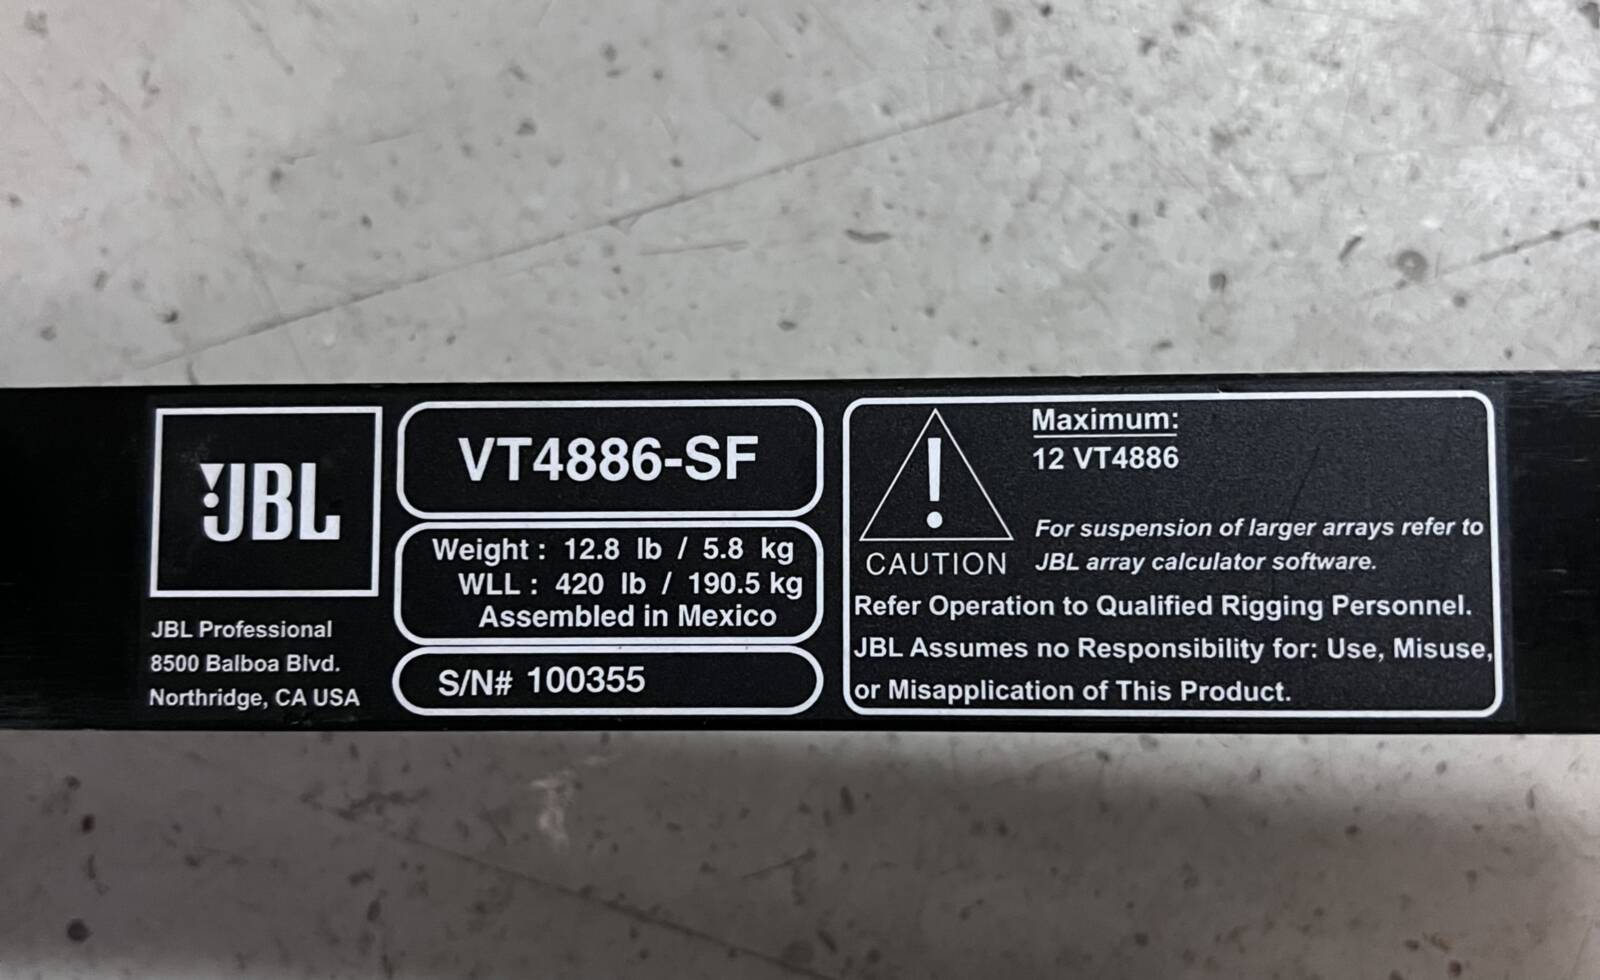 JBL
JBL Professional
8500 Balboa Blvd.
Northridge, CA USA
VT4886-SF
Weight : 12.8 lb / 5.8 kg
WLL : 420 lb / 190.5 kg
Assembled in Mexico
S/N# 100355
!
CAUTION
Maximum:
12 VT4886
For suspension of larger arrays refer to
JBL array calculator software.
Refer Operation to Qualified Rigging Personnel.
JBL Assumes no Responsibility for: Use, Misuse,
or Misapplication of This Product.